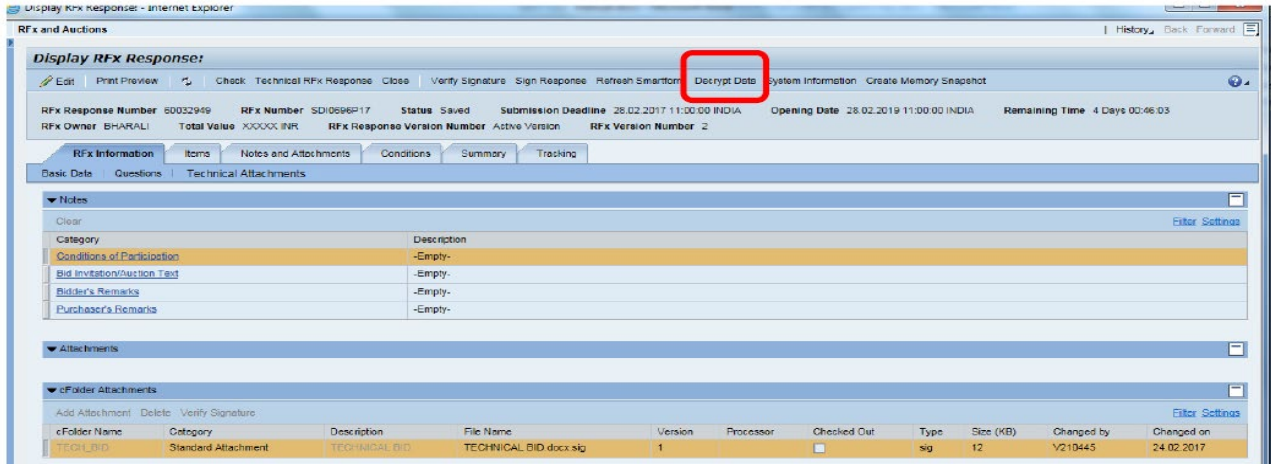 Display RFx Response: - Internet Explorer
RFx and Auctions | History Back Forward
Display RFx Response:
Edit | Print Preview | Check Technical RFx Response Close | Verify Signature Sign Response Refresh Smartform Decrypt Data System Information Create Memory Snapshot
RFx Response Number 60032949 RFx Number SDI0696P17 Status Saved Submission Deadline 28.02.2017 11:00:00 INDIA Opening Date 28.02.2019 11:00:00 INDIA Remaining Time 4 Days 00:46:03
RFx Owner BHARALI Total Value XXXXX INR RFx Response Version Number Active Version RFx Version Number 2
RFx Information Items Notes and Attachments Conditions Summary Tracking
Basic Data | Questions | Technical Attachments
Notes
Clear Filter Settings
Category Description
Conditions of Participation -Empty-
Bid Invitation/Auction Text -Empty-
Bidder's Remarks -Empty-
Purchaser's Remarks -Empty-
Attachments
cFolder Attachments
Add Attachment Delete Verify Signature Filter Settings
cFolder Name Category Description File Name Version Processor Checked Out Type Size (KB) Changed by Changed on
TECH_BID Standard Attachment TECHNICAL BID TECHNICAL BID.docx.sig 1 sig 12 V210445 24.02.2017